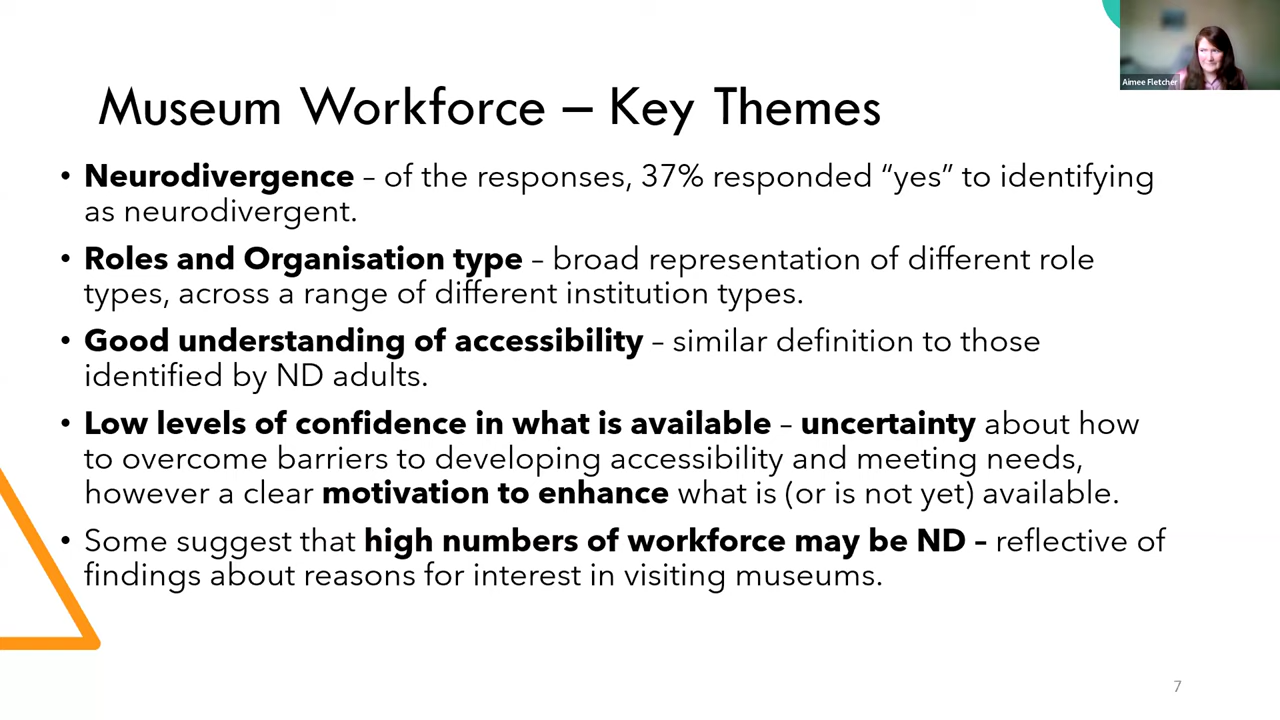 Aimee Fletcher
Museum Workforce – Key Themes
• Neurodivergence – of the responses, 37% responded “yes” to identifying
as neurodivergent.
• Roles and Organisation type – broad representation of different role
types, across a range of different institution types.
• Good understanding of accessibility – similar definition to those
identified by ND adults.
• Low levels of confidence in what is available – uncertainty about how
to overcome barriers to developing accessibility and meeting needs,
however a clear motivation to enhance what is (or is not yet) available.
• Some suggest that high numbers of workforce may be ND – reflective of
findings about reasons for interest in visiting museums.
7